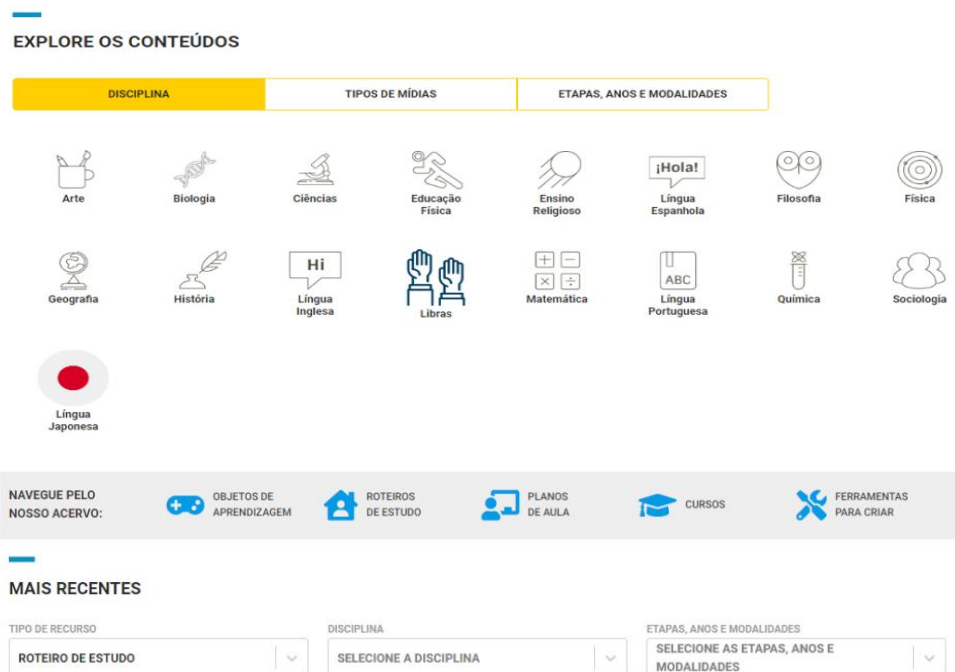 EXPLORE OS CONTEÚDOS
DISCIPLINA
TIPOS DE MÍDIAS
ETAPAS, ANOS E MODALIDADES
¡Hola!
Arte
Biologia
Ciências
Educação
Física
Ensino
Religioso
Língua
Espanhola
Filosofia
Física
Hi
ABC
Geografia
História
Língua
Inglesa
Libras
Matemática
Língua
Portuguesa
Química
Sociologia
Língua
Japonesa
NAVEGUE PELO
NOSSO ACERVO:
OBJETOS DE
APRENDIZAGEM
ROTEIROS
DE ESTUDO
PLANOS
DE AULA
CURSOS
FERRAMENTAS
PARA CRIAR
MAIS RECENTES
TIPO DE RECURSO
ROTEIRO DE ESTUDO
DISCIPLINA
SELECIONE A DISCIPLINA
ETAPAS, ANOS E MODALIDADES
SELECIONE AS ETAPAS, ANOS E
MODALIDADES